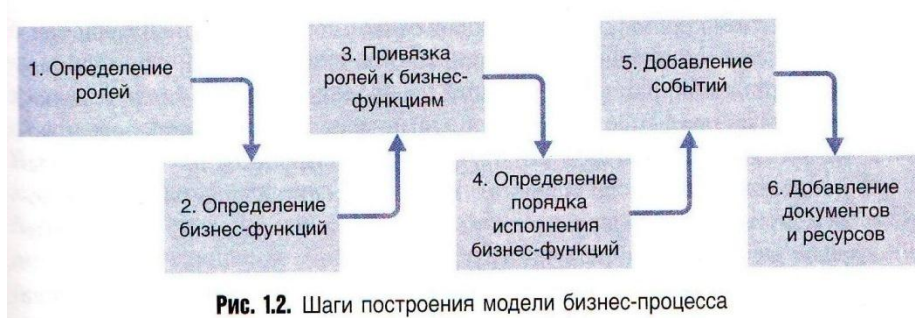 1. Определение
ролей
2. Определение
бизнес-функций
3. Привязка
ролей к бизнес-
функциям
4. Определение
порядка
исполнения
бизнес-функций
5. Добавление
событий
6. Добавление
документов
и ресурсов
Рис. 1.2. Шаги построения модели бизнес-процесса